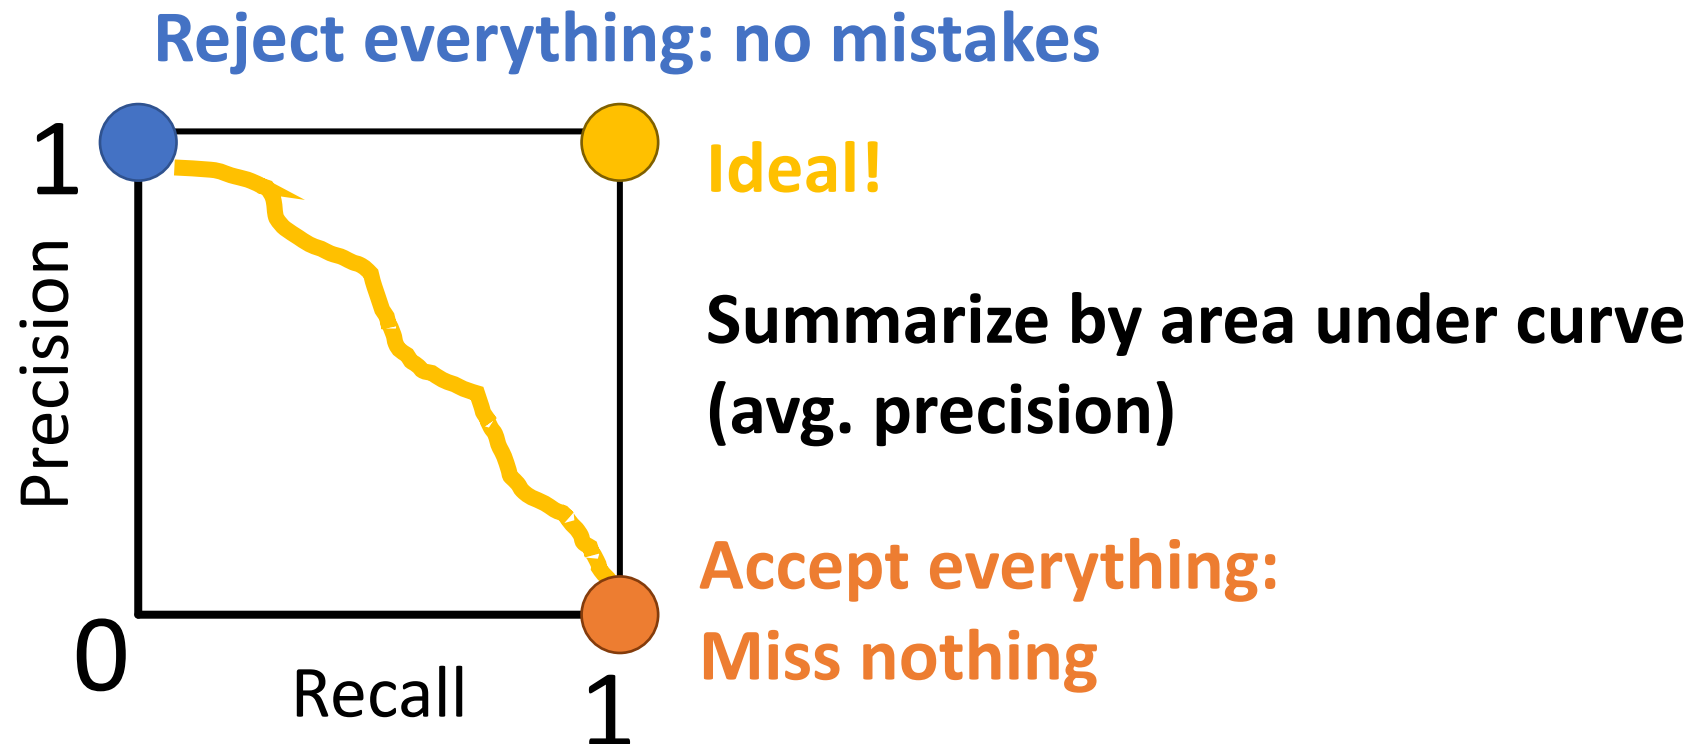 Reject everything: no mistakes
1
Ideal!
Precision
Summarize by area under curve
(avg. precision)
Accept everything:
Miss nothing
0
Recall
1